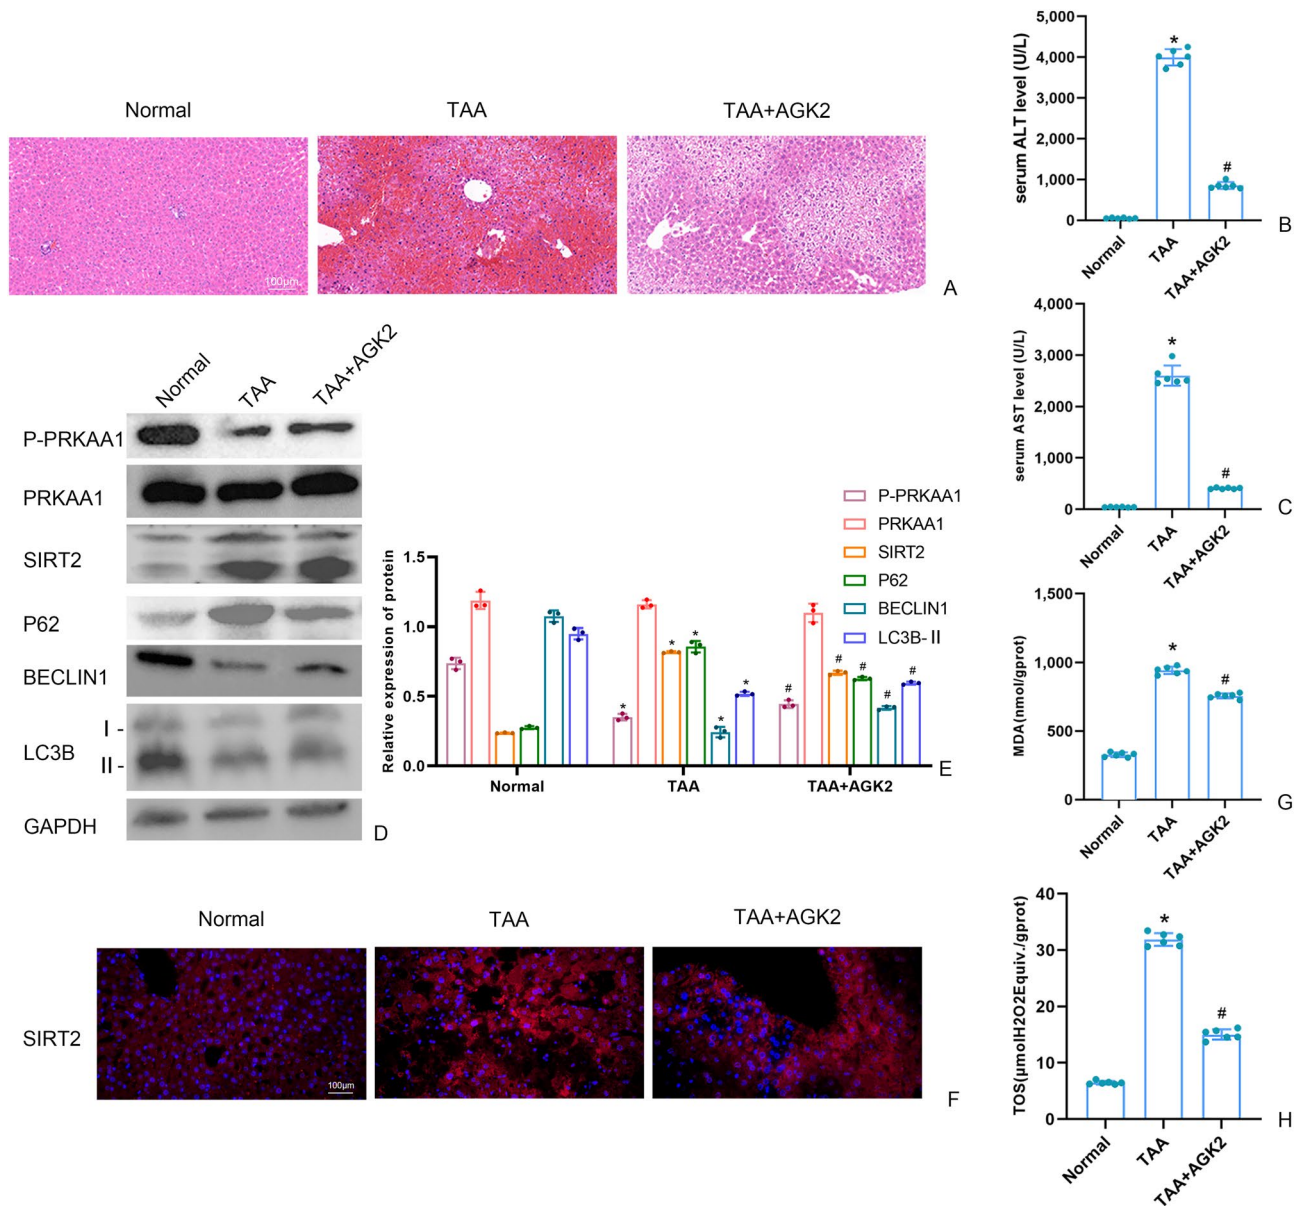 Normal
TAA
TAA+AGK2
100μm
A
5,000
4,000
3,000
2,000
1,000
0
serum ALT level (U/L)
*
#
Normal
TAA
TAA+AGK2
B
4,000
3,000
2,000
1,000
0
serum AST level (U/L)
*
#
Normal
TAA
TAA+AGK2
C
Normal
TAA
TAA+AGK2
P-PRKAA1
PRKAA1
SIRT2
P62
BECLIN1
I -
LC3B
II -
GAPDH
D
P-PRKAA1
PRKAA1
SIRT2
P62
BECLIN1
LC3B-Ⅱ
1.5
1.0
0.5
0.0
Relative expression of protein
*
*
*
*
*
#
#
#
#
#
Normal
TAA
TAA+AGK2
E
1,500
1,000
500
0
MDA(nmol/gprot)
*
#
Normal
TAA
TAA+AGK2
G
Normal
TAA
TAA+AGK2
SIRT2
100μm
F
40
30
20
10
0
TOS(μmolH2O2Equiv./gprot)
*
#
Normal
TAA
TAA+AGK2
H